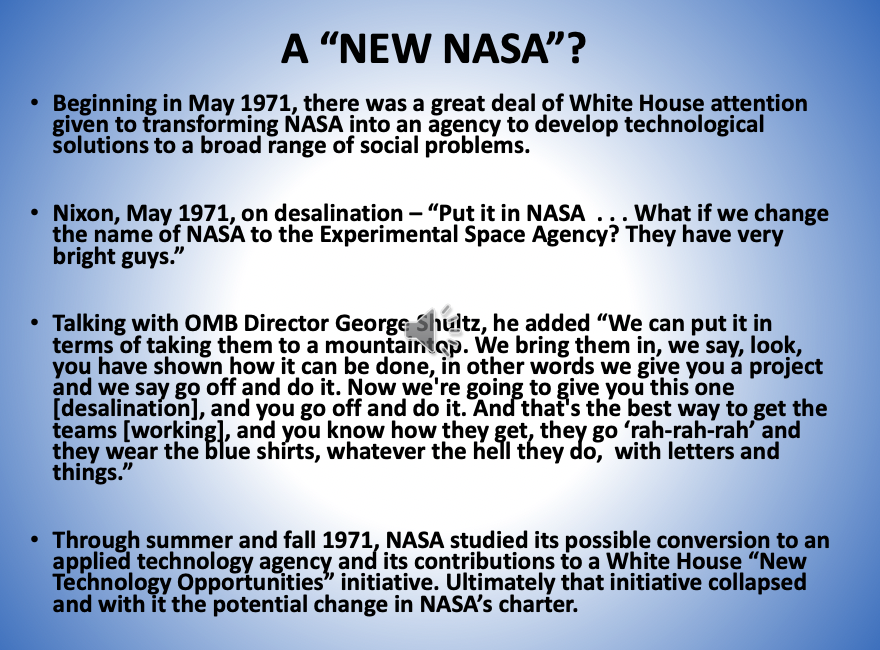 A “NEW NASA”?
• Beginning in May 1971, there was a great deal of White House attention
given to transforming NASA into an agency to develop technological
solutions to a broad range of social problems.
• Nixon, May 1971, on desalination – “Put it in NASA . . . What if we change
the name of NASA to the Experimental Space Agency? They have very
bright guys.”
• Talking with OMB Director George Shultz, he added “We can put it in
terms of taking them to a mountaintop. We bring them in, we say, look,
you have shown how it can be done, in other words we give you a project
and we say go off and do it. Now we're going to give you this one
[desalination], and you go off and do it. And that's the best way to get the
teams [working], and you know how they get, they go ‘rah-rah-rah’ and
they wear the blue shirts, whatever the hell they do, with letters and
things.”
• Through summer and fall 1971, NASA studied its possible conversion to an
applied technology agency and its contributions to a White House “New
Technology Opportunities” initiative. Ultimately that initiative collapsed
and with it the potential change in NASA’s charter.